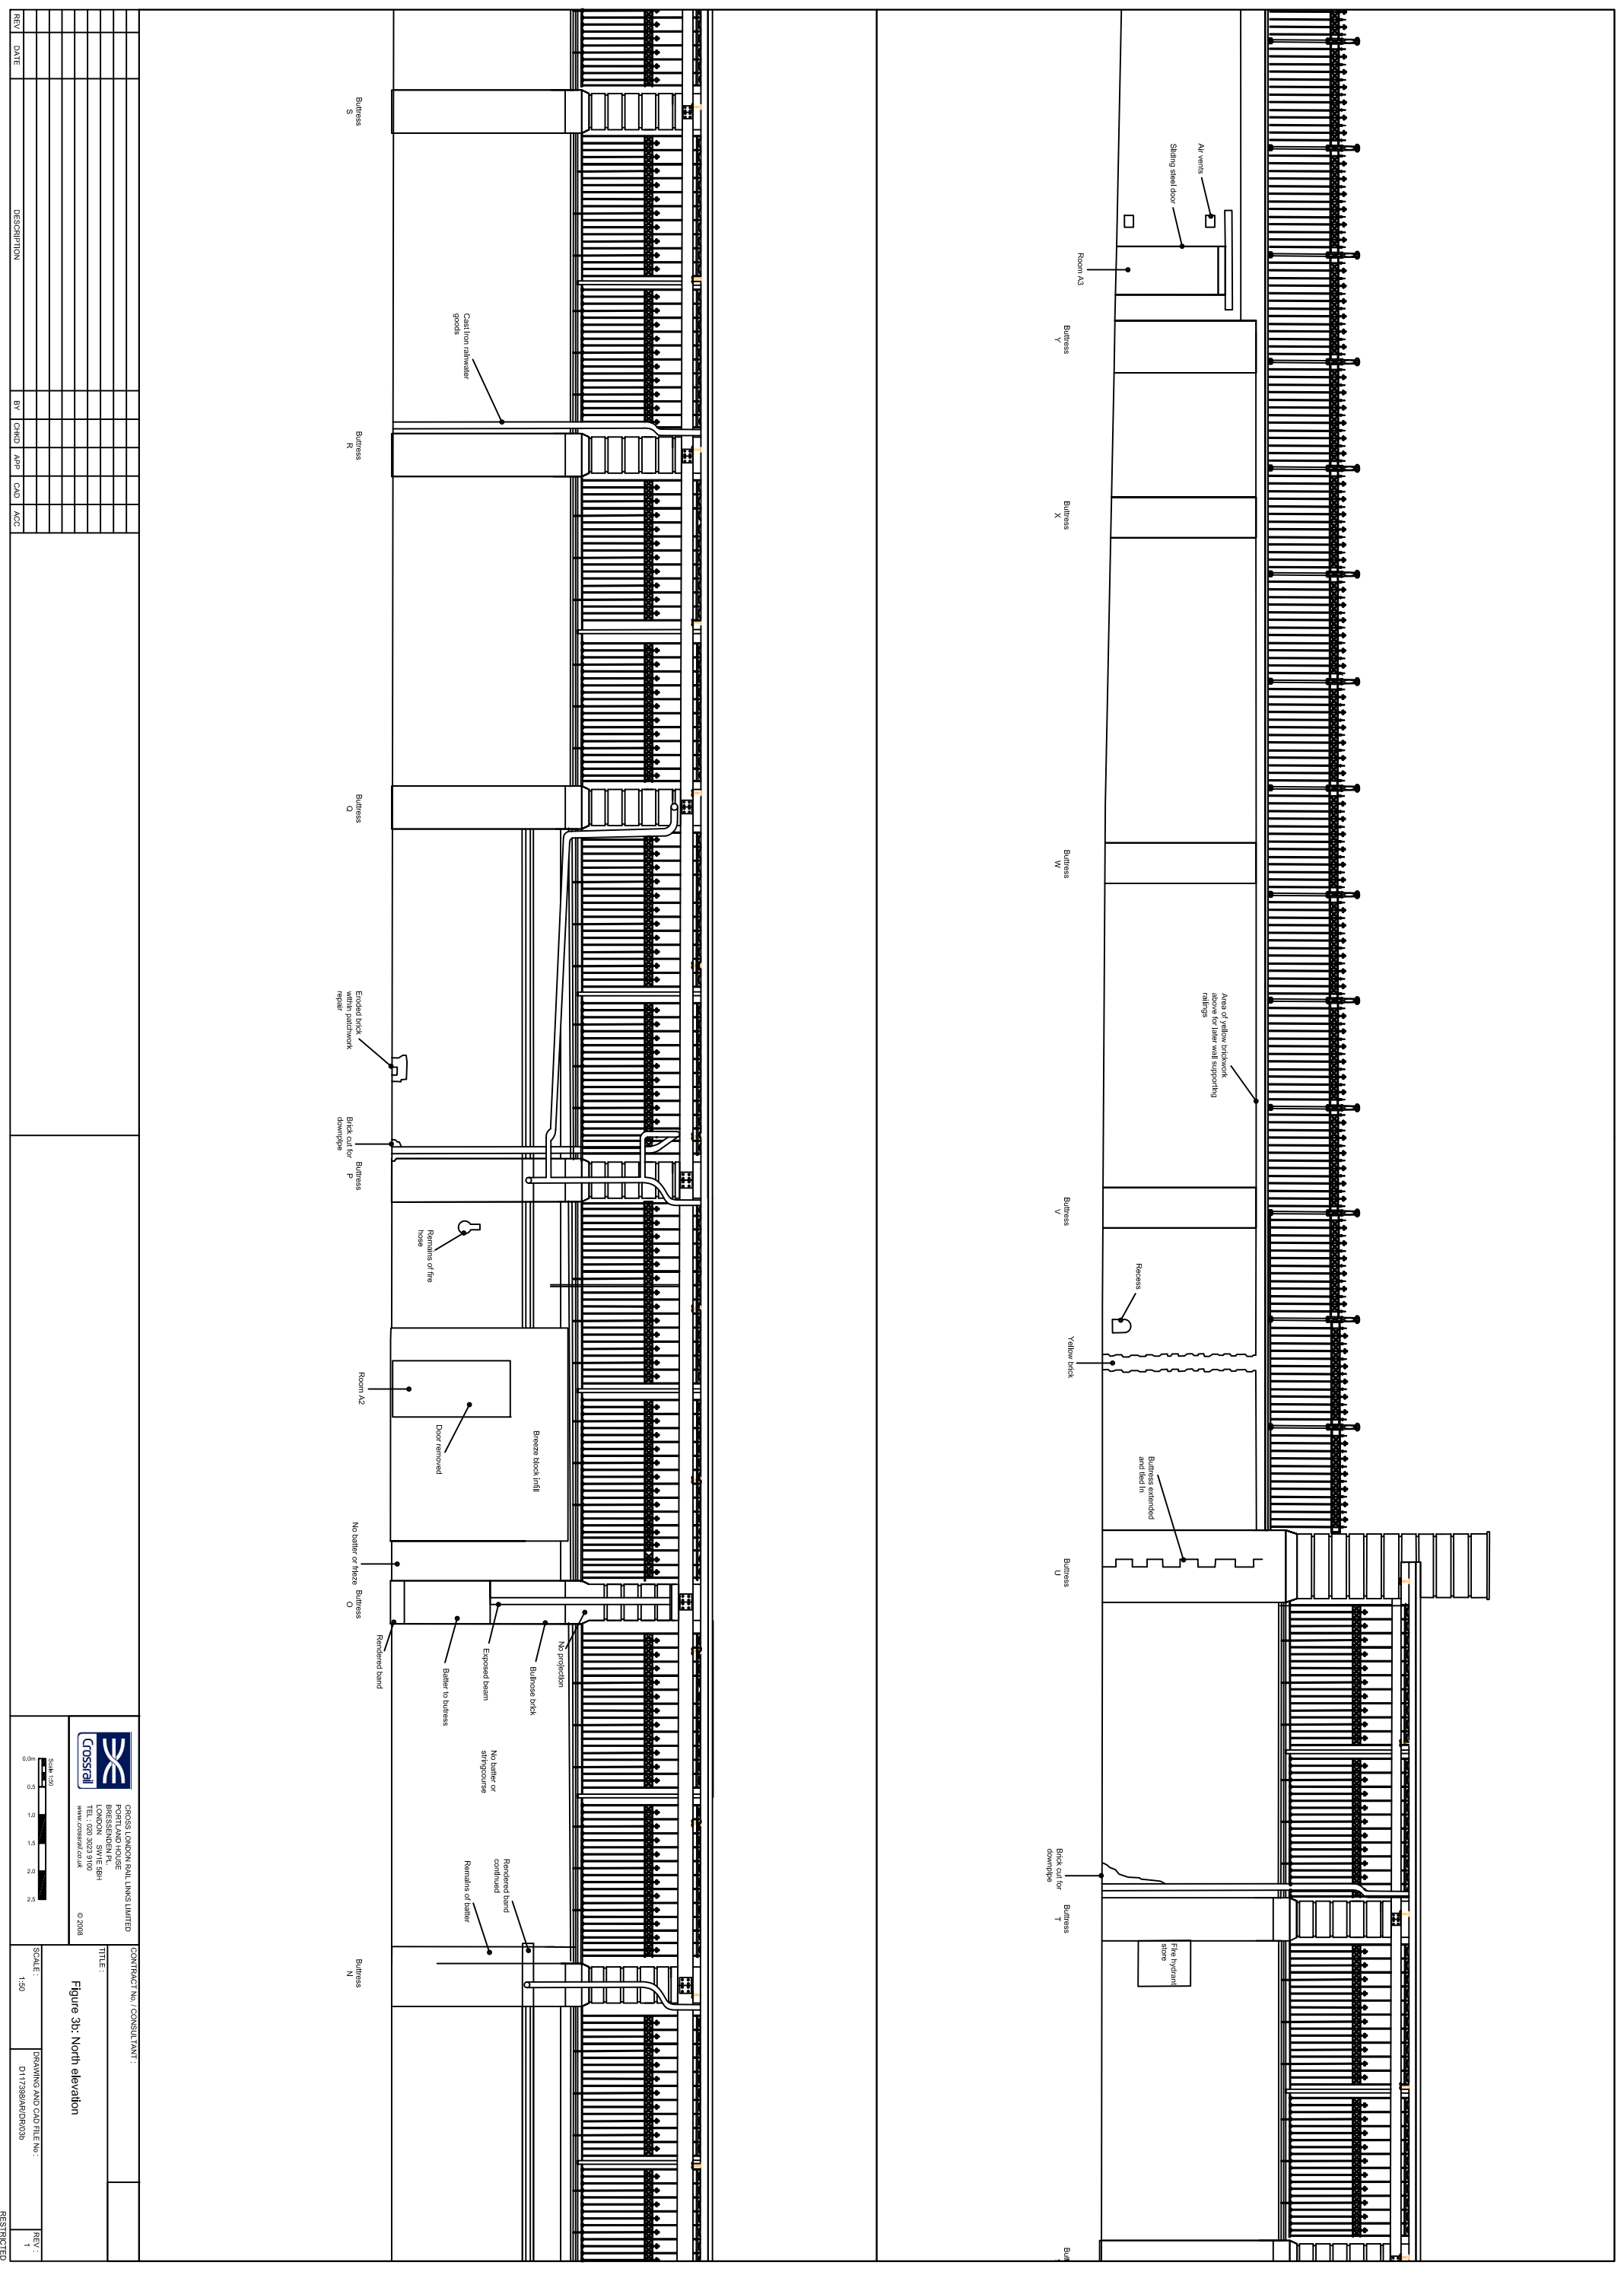 Air vents
Sliding steel door
Room A3
Buttress
Y
Buttress
X
Buttress
W
Area of yellow brickwork
above for later wall supporting
railings
Buttress
V
Recess
Yellow brick
Buttress extended
and tied in
Buttress
U
Brick cut for
downpipe
Buttress
T
Fire hydrant
store
But
Buttress
S
Cast iron rainwater
goods
Buttress
R
Buttress
Q
Eroded brick
within patchwork
repair
Brick cut for
downpipe
Buttress
P
Remains of fire
hose
Room A2
Door removed
Breeze block infill
No batter or frieze
Buttress
O
Rendered band
Batter to butress
Exposed beam
Bullnose brick
No projection
No batter or
stringcourse
Rendered band
continued
Remains of batter
Buttress
N
REV DATE DESCRIPTION BY CHKD APP CAD ACC
Crossrail
CROSS LONDON RAIL LINKS LIMITED
PORTLAND HOUSE
BRESSENDEN PL.
LONDON SW1E 5BH
TEL : 020 3023 9100
www.crossrail.co.uk
© 2008
Scale 1:50
0.0m 0.5 1.0 1.5 2.0 2.5
CONTRACT No. / CONSULTANT :
TITLE :
Figure 3b: North elevation
SCALE :
1:50
DRAWING AND CAD FILE No :
D117398/AR/DR/03b
REV :
1
RESTRICTED